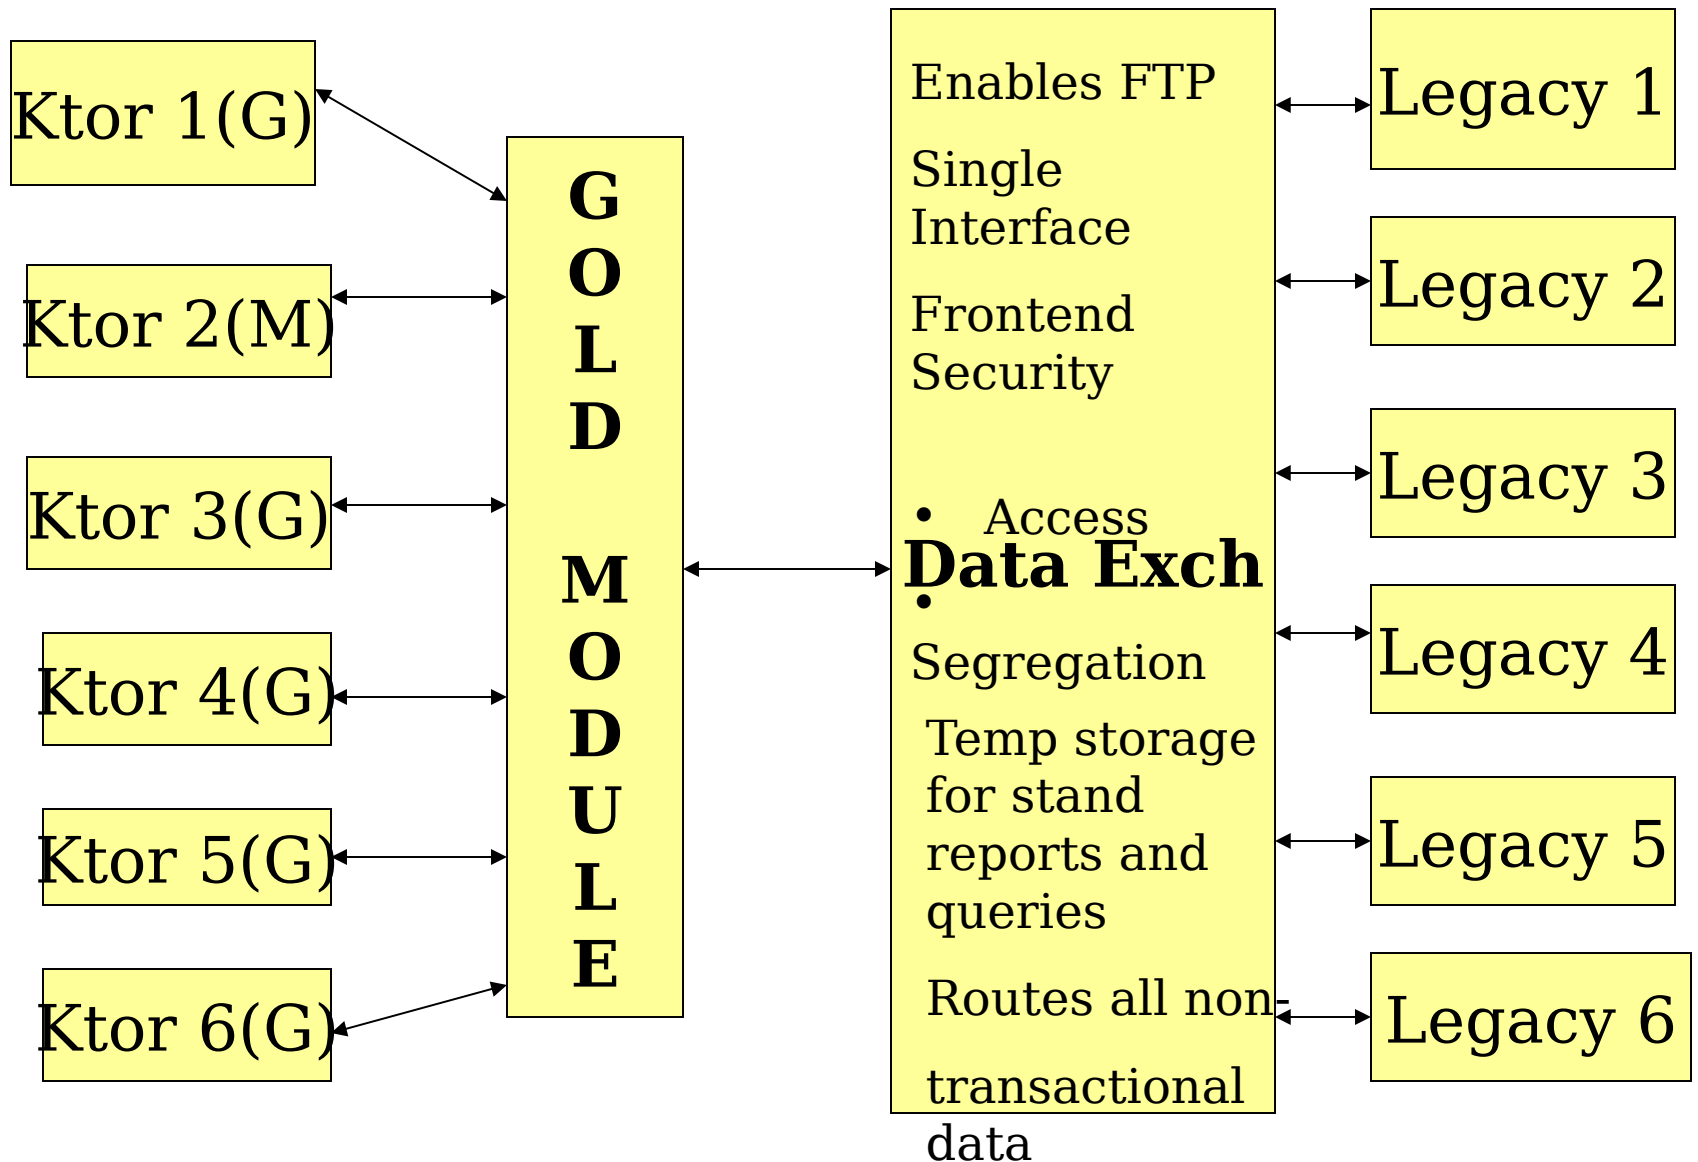 Ktor 1(G)
Ktor 2(M)
Ktor 3(G)
Ktor 4(G)
Ktor 5(G)
Ktor 6(G)
G
O
L
D
M
O
D
U
L
E
Enables FTP
Single
Interface
Frontend
Security
• Access
Data Exch
•
Segregation
Temp storage
for stand
reports and
queries
Routes all non-
transactional
data
Legacy 1
Legacy 2
Legacy 3
Legacy 4
Legacy 5
Legacy 6